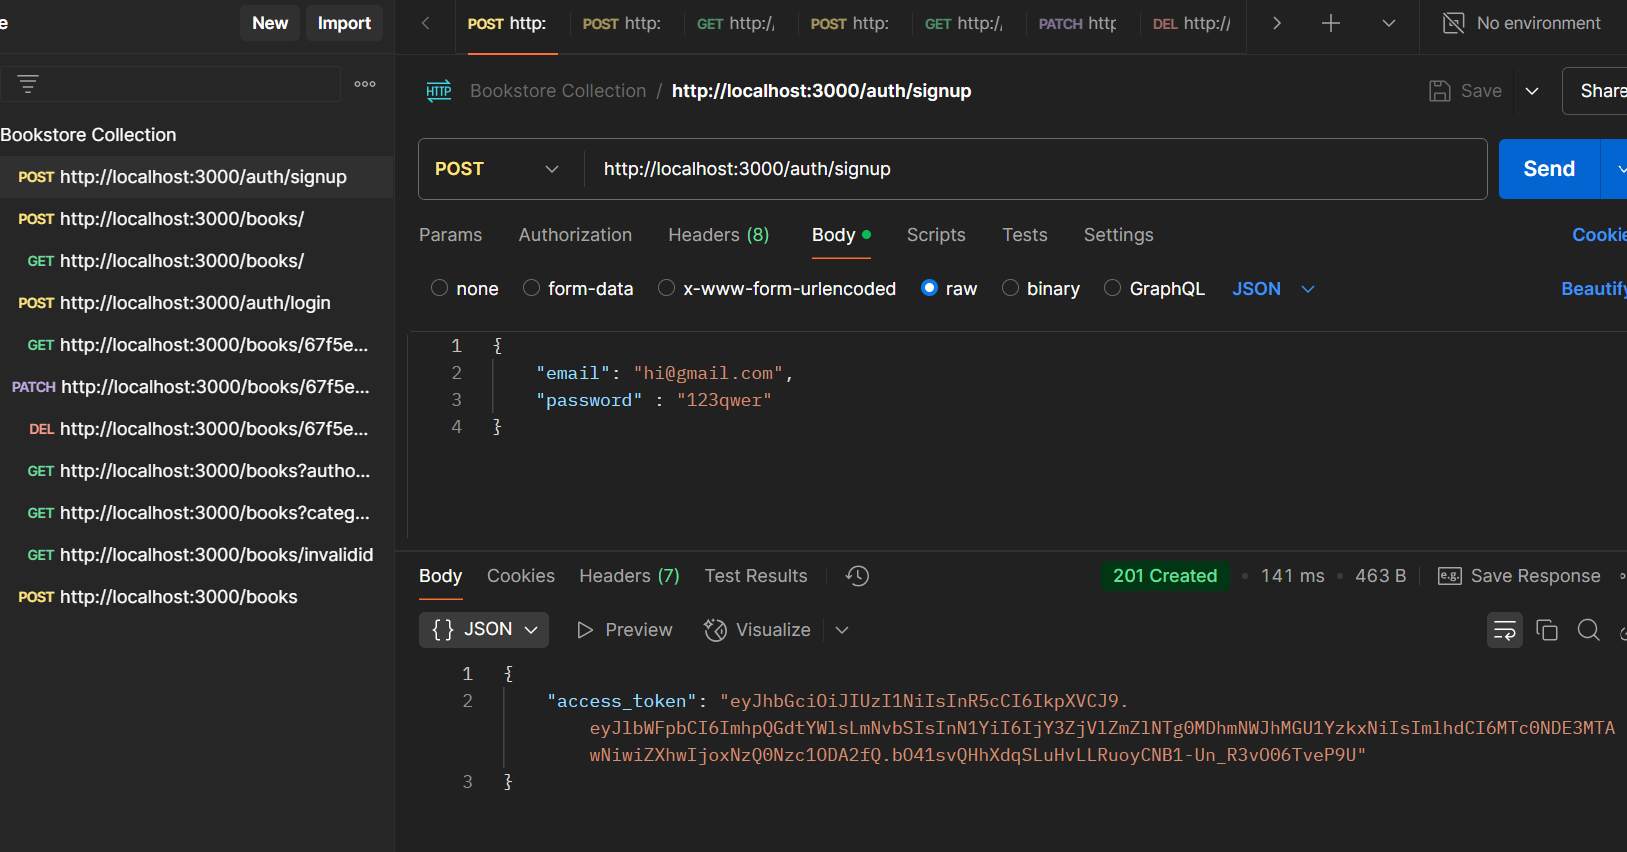 e
New
Import
POST http:
POST http:
GET http:/
POST http:
GET http:/
PATCH http
DEL http://
No environment
HTTP
Bookstore Collection / http://localhost:3000/auth/signup
Save
Share
Bookstore Collection
POST http://localhost:3000/auth/signup
POST http://localhost:3000/books/
GET http://localhost:3000/books/
POST http://localhost:3000/auth/login
GET http://localhost:3000/books/67f5e...
PATCH http://localhost:3000/books/67f5e...
DEL http://localhost:3000/books/67f5e...
GET http://localhost:3000/books?autho...
GET http://localhost:3000/books?categ...
GET http://localhost:3000/books/invalidid
POST http://localhost:3000/books
POST
http://localhost:3000/auth/signup
Send
Params
Authorization
Headers (8)
Body
Scripts
Tests
Settings
Cookie
none
form-data
x-www-form-urlencoded
raw
binary
GraphQL
JSON
Beautify
1 {
2 "email": "hi@gmail.com",
3 "password" : "123qwer"
4 }
Body
Cookies
Headers (7)
Test Results
201 Created
141 ms
463 B
e.g.
Save Response
{} JSON
Preview
Visualize
1 {
2 "access_token": "eyJhbGciOiJIUzI1NiIsInR5cCI6IkpXVCJ9.
eyJlbWFpbCI6ImhpQGdtYWlsLmNvbSIsInN1YiI6IjY3ZjVlZmZlNTg0MDhmNWJhMGU1YzkxNiIsImlhdCI6MTc0NDE3MTA
wNiwiZXhwIjoxNzQ0Nzc1ODA2fQ.bO41svQHhXdqSLuHvLLRuoyCNB1-Un_R3vO06TveP9U"
3 }